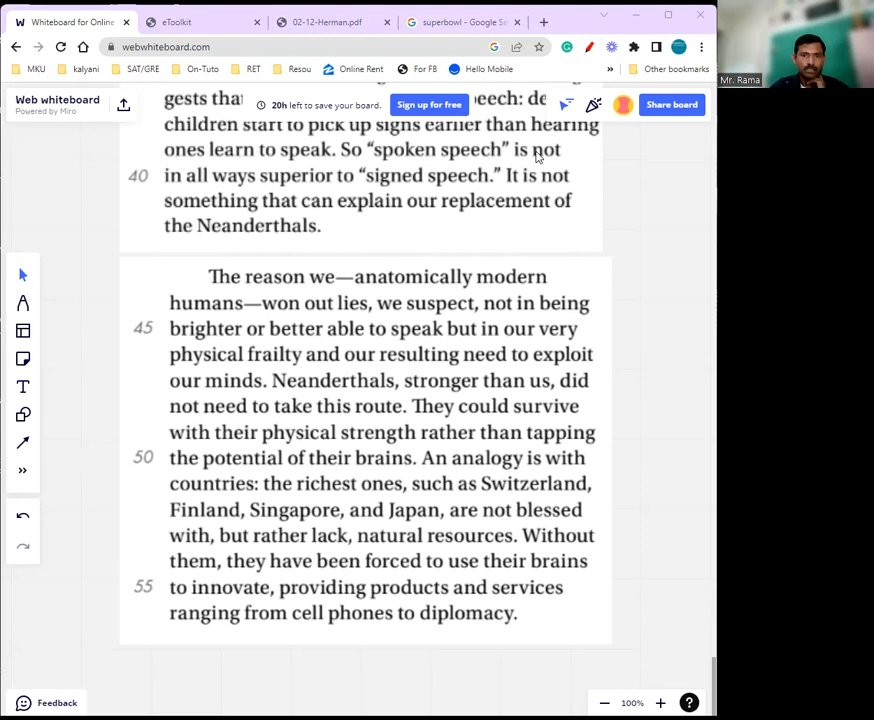 Whiteboard for Online
eToolkit
02-12-Herman.pdf
superbowl - Google Se
webwhiteboard.com
MKU
kalyani
SAT/GRE
On-Tuto
RET
Resou
Online Rent
For FB
Hello Mobile
»
Other bookmarks
Mr. Rama
Web whiteboard
Powered by Miro
20h left to save your board.
Sign up for free
Share board
gests that eech: de
children start to pick up signs earlier than hearing
ones learn to speak. So “spoken speech” is not
40 in all ways superior to “signed speech.” It is not
something that can explain our replacement of
the Neanderthals.
The reason we—anatomically modern
humans—won out lies, we suspect, not in being
45 brighter or better able to speak but in our very
physical frailty and our resulting need to exploit
our minds. Neanderthals, stronger than us, did
not need to take this route. They could survive
with their physical strength rather than tapping
50 the potential of their brains. An analogy is with
countries: the richest ones, such as Switzerland,
Finland, Singapore, and Japan, are not blessed
with, but rather lack, natural resources. Without
them, they have been forced to use their brains
55 to innovate, providing products and services
ranging from cell phones to diplomacy.
Feedback
100%